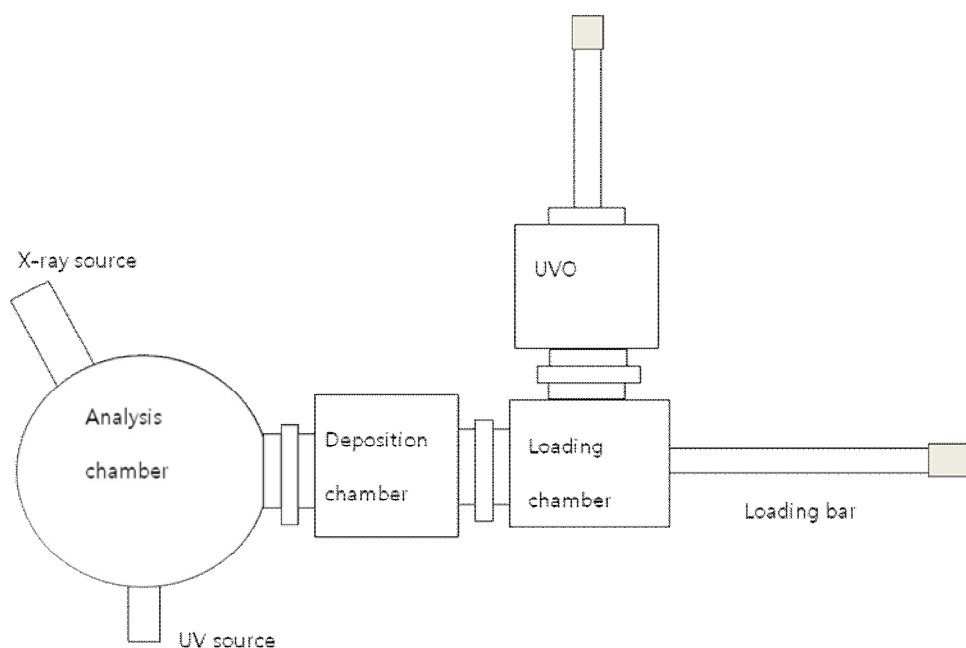 X-ray source
UVO
Analysis
chamber
Deposition
chamber
Loading
chamber
Loading bar
UV source